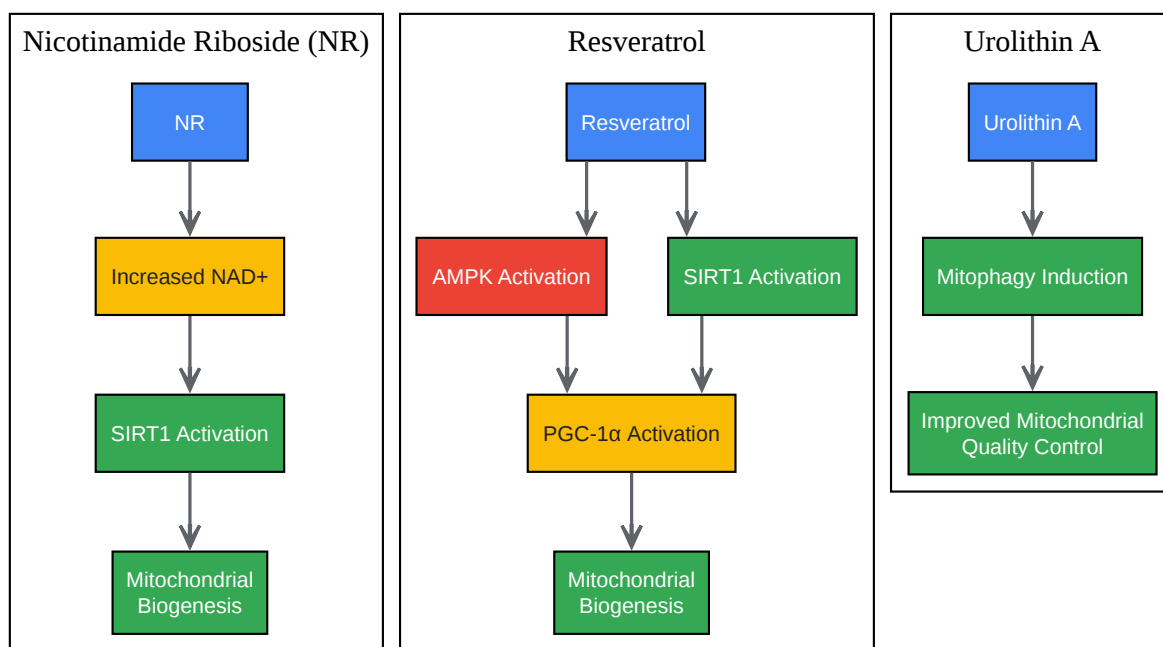 Nicotinamide Riboside (NR)
NR
Increased NAD+
SIRT1 Activation
Mitochondrial
Biogenesis
Resveratrol
Resveratrol
AMPK Activation
SIRT1 Activation
PGC-1α Activation
Mitochondrial
Biogenesis
Urolithin A
Urolithin A
Mitophagy Induction
Improved Mitochondrial
Quality Control